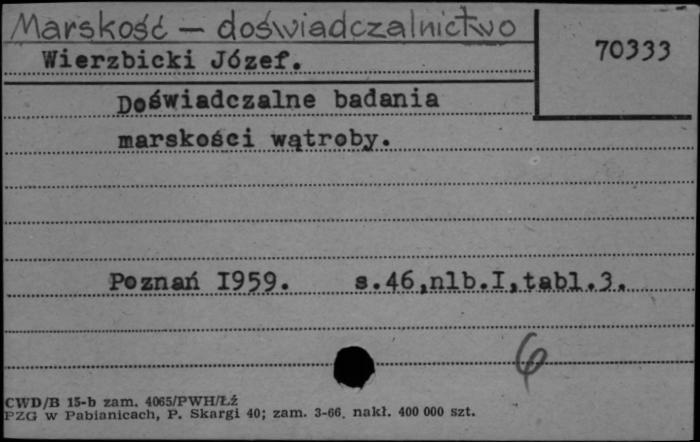 Marskość — doświadczalnictwo
70333
Wierzbicki Józef.
Doświadczalne badania
marskości wątroby.
Poznań I959. s.46,nlb.I,tabl.3.
6
CWD/B 15-b zam. 4065/PWH/Łź
PZG w Pabianicach, P. Skargi 40; zam. 3-66. nakł. 400 000 szt.